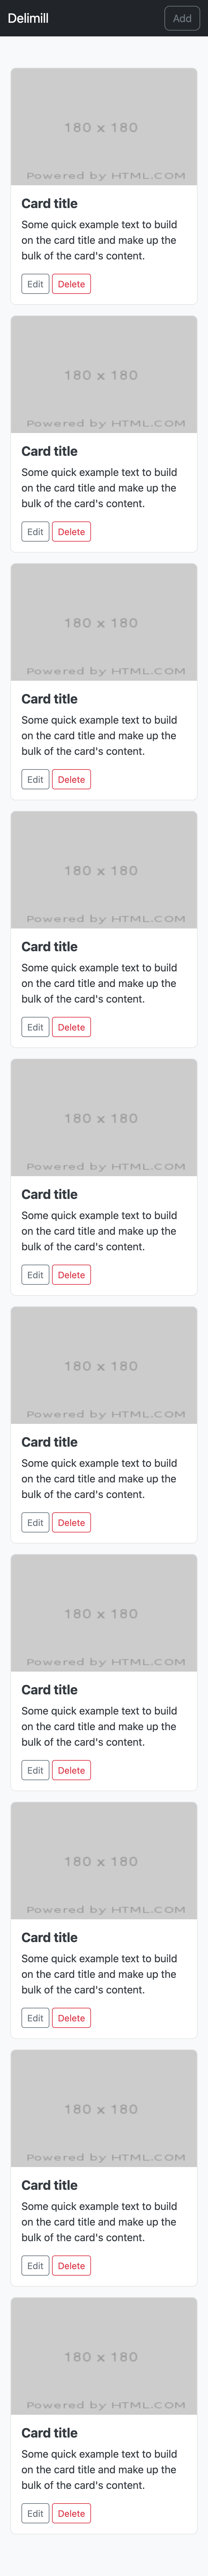 Delimill Add
180 x 180
Powered by HTML.COM
Card title
Some quick example text to build
on the card title and make up the
bulk of the card's content.
Edit Delete
180 x 180
Powered by HTML.COM
Card title
Some quick example text to build
on the card title and make up the
bulk of the card's content.
Edit Delete
180 x 180
Powered by HTML.COM
Card title
Some quick example text to build
on the card title and make up the
bulk of the card's content.
Edit Delete
180 x 180
Powered by HTML.COM
Card title
Some quick example text to build
on the card title and make up the
bulk of the card's content.
Edit Delete
180 x 180
Powered by HTML.COM
Card title
Some quick example text to build
on the card title and make up the
bulk of the card's content.
Edit Delete
180 x 180
Powered by HTML.COM
Card title
Some quick example text to build
on the card title and make up the
bulk of the card's content.
Edit Delete
180 x 180
Powered by HTML.COM
Card title
Some quick example text to build
on the card title and make up the
bulk of the card's content.
Edit Delete
180 x 180
Powered by HTML.COM
Card title
Some quick example text to build
on the card title and make up the
bulk of the card's content.
Edit Delete
180 x 180
Powered by HTML.COM
Card title
Some quick example text to build
on the card title and make up the
bulk of the card's content.
Edit Delete
180 x 180
Powered by HTML.COM
Card title
Some quick example text to build
on the card title and make up the
bulk of the card's content.
Edit Delete